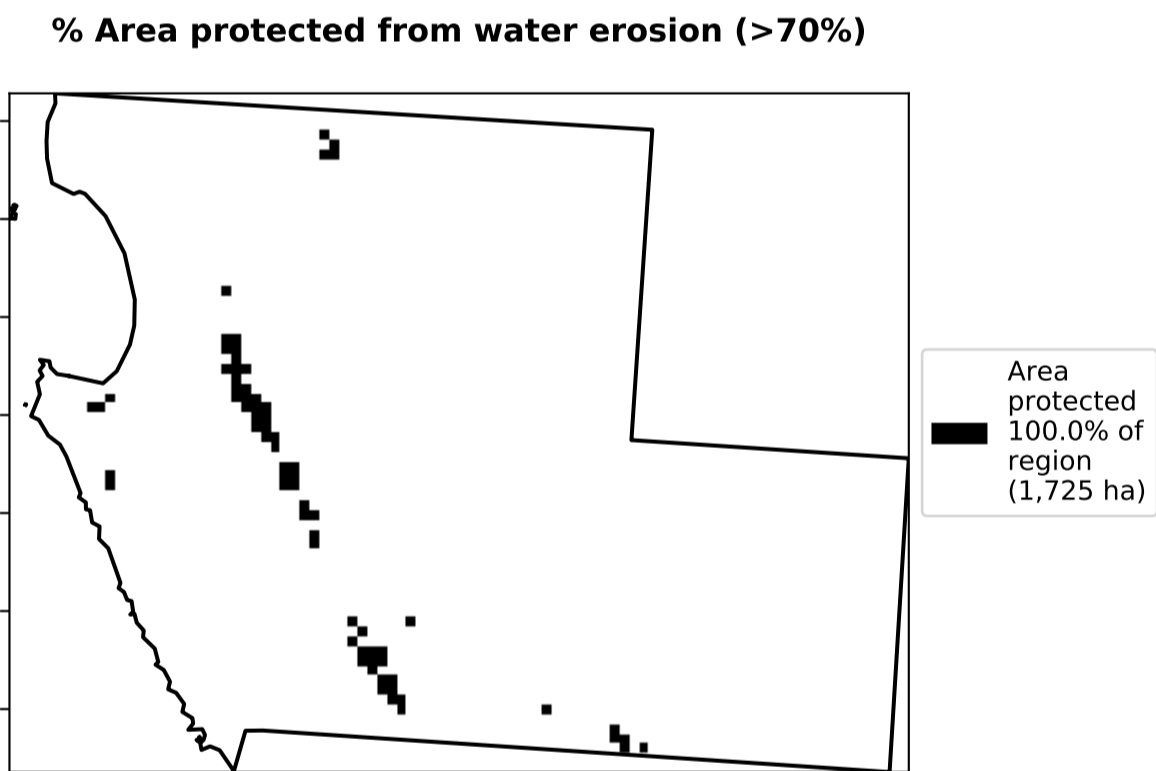 % Area protected from water erosion (>70%)
Area
protected
100.0% of
region
(1,725 ha)